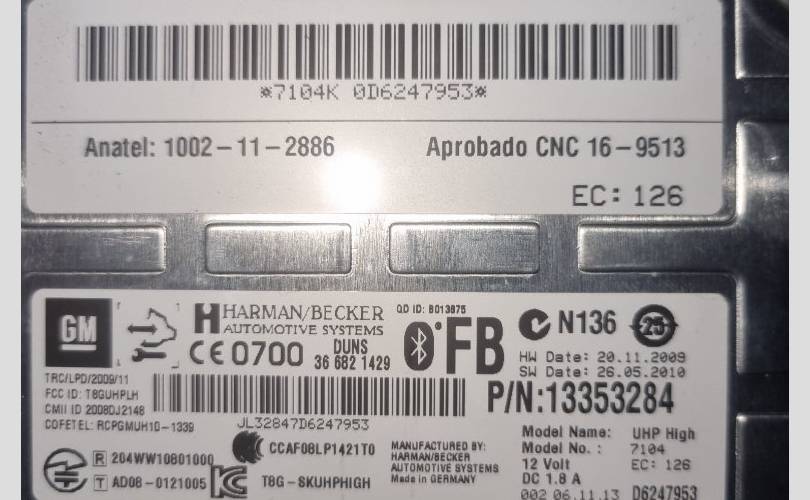 *7104K 0D6247953*
Anatel: 1002-11-2886 Aprobado CNC 16-9513
EC: 126
GM
HARMAN/BECKER
AUTOMOTIVE SYSTEMS
CE 0700 DUNS
36 682 1429
QD ID: B013875
FB
N136 25
HW Date: 20.11.2009
SW Date: 26.05.2010
TRC/LPD/2009/11
FCC ID: T8GUHPLH
CMII ID 2008DJ2148
COFETEL: RCPGMUH10-1339
P/N:13353284
JL32847D6247953
R 204WW10801000
T AD08-0121005
CCAF08LP1421T0
T8G-SKUHPHIGH
MANUFACTURED BY:
HARMAN/BECKER
AUTOMOTIVE SYSTEMS
Made in GERMANY
Model Name: UHP High
Model No.: 7104
12 Volt EC: 126
DC 1.8 A
002 06.11.13 D6247953